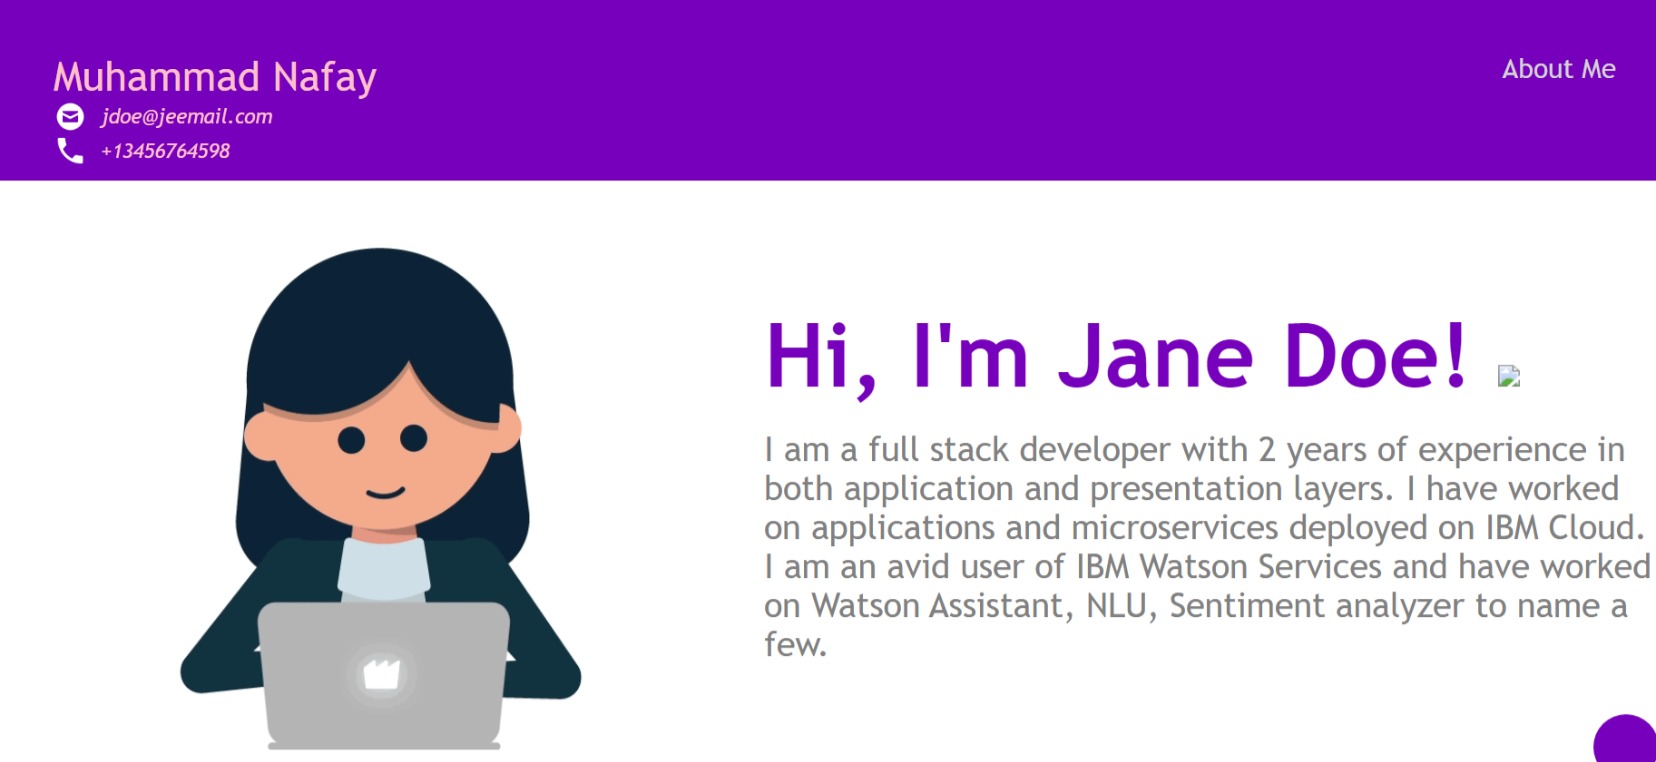 Muhammad Nafay
About Me
jdoe@jeemail.com
+13456764598
Hi, I'm Jane Doe!
I am a full stack developer with 2 years of experience in
both application and presentation layers. I have worked
on applications and microservices deployed on IBM Cloud.
I am an avid user of IBM Watson Services and have worked
on Watson Assistant, NLU, Sentiment analyzer to name a
few.